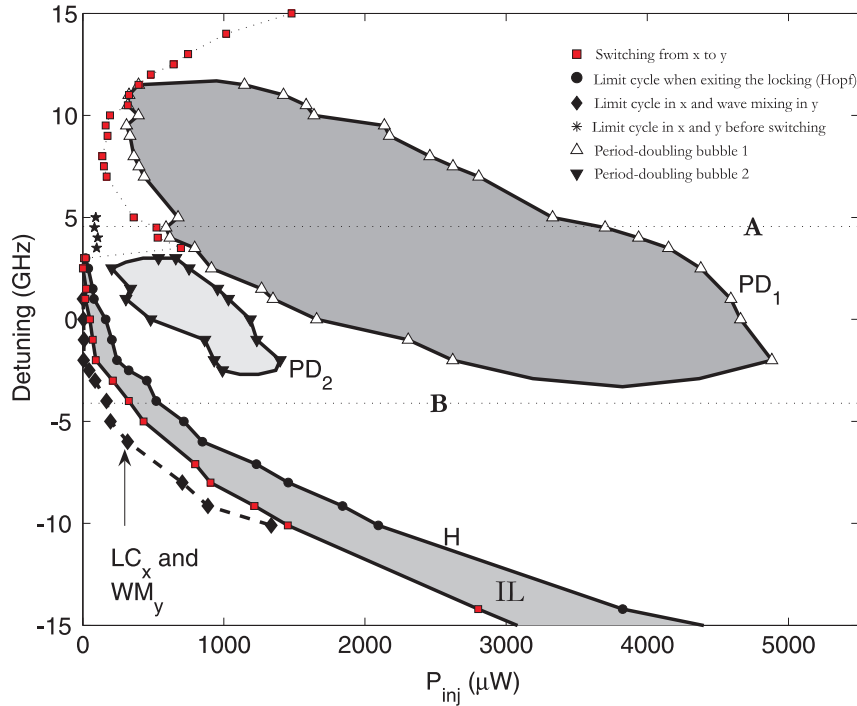 15
10
5
0
-5
-10
-15
Detuning (GHz)
Switching from x to y
Limit cycle when exiting the locking (Hopf)
Limit cycle in x and wave mixing in y
Limit cycle in x and y before switching
Period-doubling bubble 1
Period-doubling bubble 2
A
PD1
PD2
B
LCx and
WMy
H
IL
0 1000 2000 3000 4000 5000
Pinj (μW)